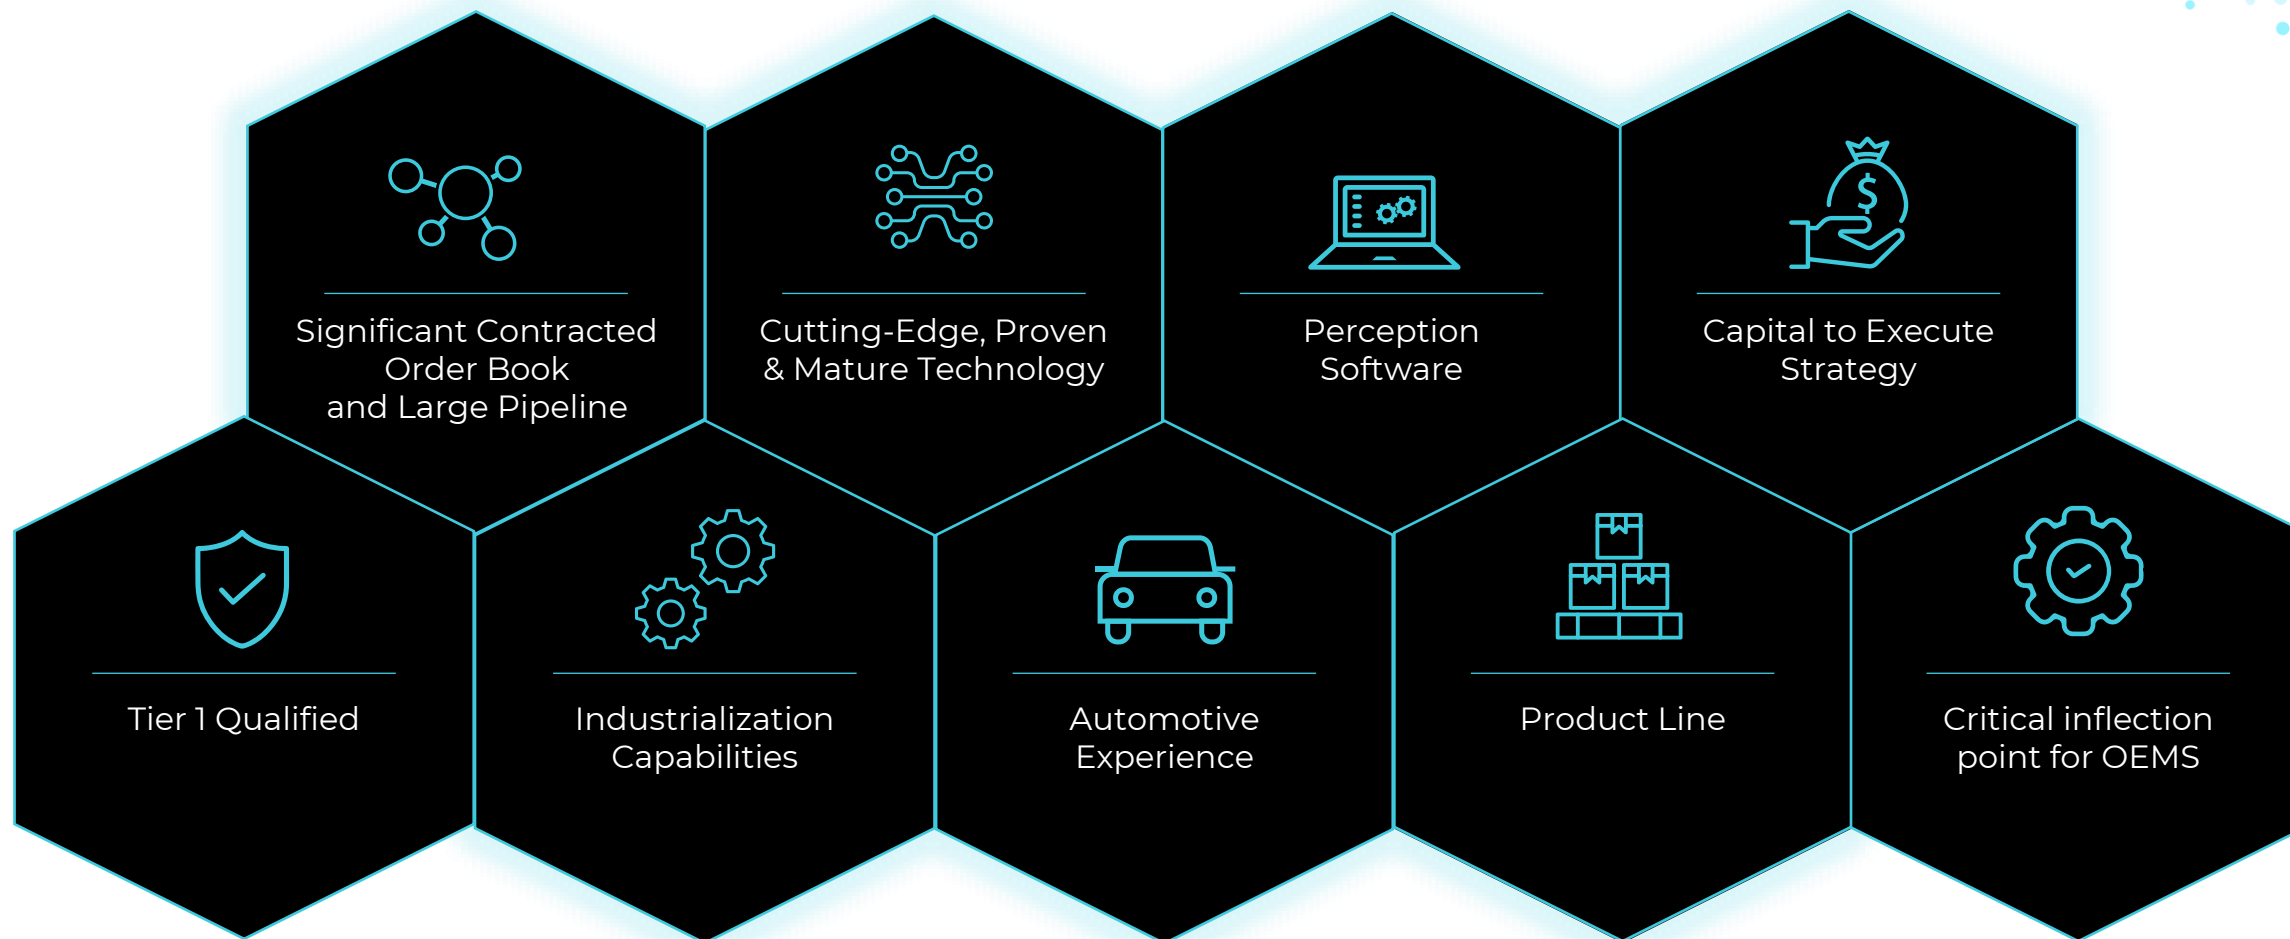 Significant Contracted
Order Book
and Large Pipeline
Cutting-Edge, Proven
& Mature Technology
Perception
Software
$
Capital to Execute
Strategy
Tier 1 Qualified
Industrialization
Capabilities
Automotive
Experience
Product Line
Critical inflection
point for OEMS